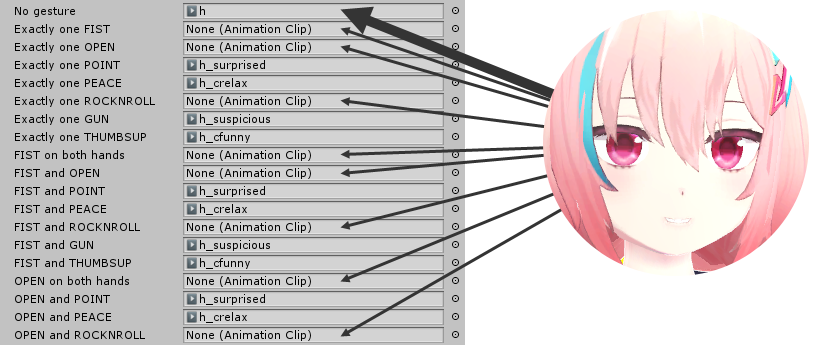 No gesture h
Exactly one FIST None (Animation Clip)
Exactly one OPEN None (Animation Clip)
Exactly one POINT h_surprised
Exactly one PEACE h_crelax
Exactly one ROCKNROLL None (Animation Clip)
Exactly one GUN h_suspicious
Exactly one THUMBSUP h_cfunny
FIST on both hands None (Animation Clip)
FIST and OPEN None (Animation Clip)
FIST and POINT h_surprised
FIST and PEACE h_crelax
FIST and ROCKNROLL None (Animation Clip)
FIST and GUN h_suspicious
FIST and THUMBSUP h_cfunny
OPEN on both hands None (Animation Clip)
OPEN and POINT h_surprised
OPEN and PEACE h_crelax
OPEN and ROCKNROLL None (Animation Clip)